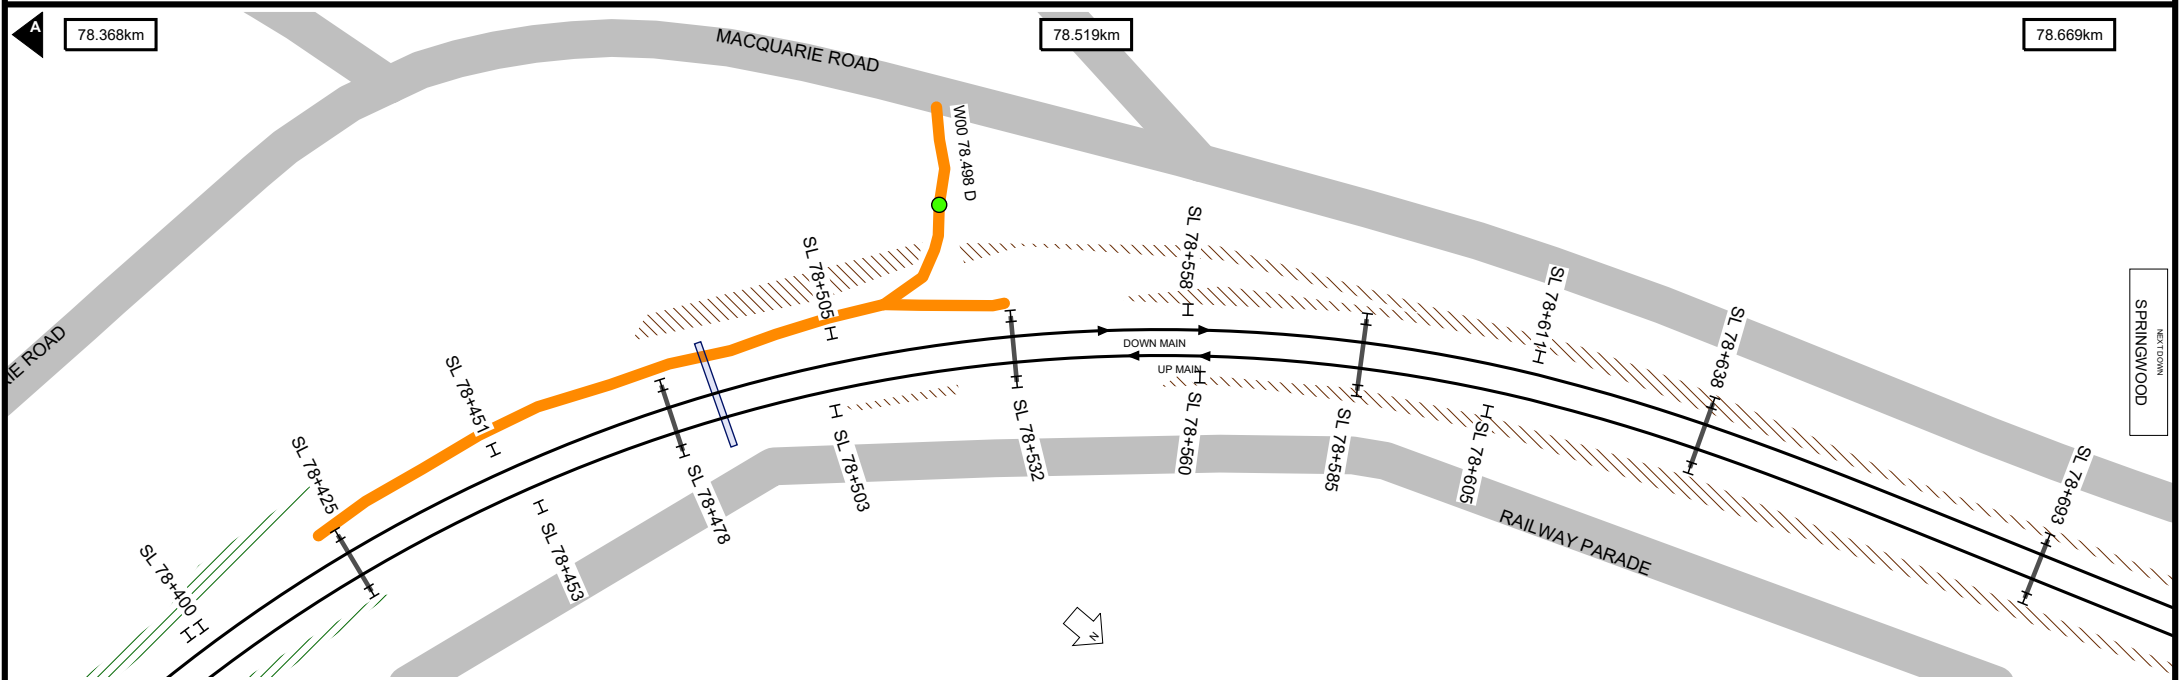 A
78.368km
78.519km
78.669km
MACQUARIE ROAD
W00 78.498 D
SL 78+558
SL 78+505
SL 78+611
SL 78+638
NEXT DOWN
SPRINGWOOD
RIE ROAD
DOWN MAIN
UP MAIN
SL 78+451
SL 78+425
SL 78+400
SL 78+453
SL 78+478
SL 78+503
SL 78+532
SL 78+560
SL 78+585
SL 78+605
SL 78+693
RAILWAY PARADE
N